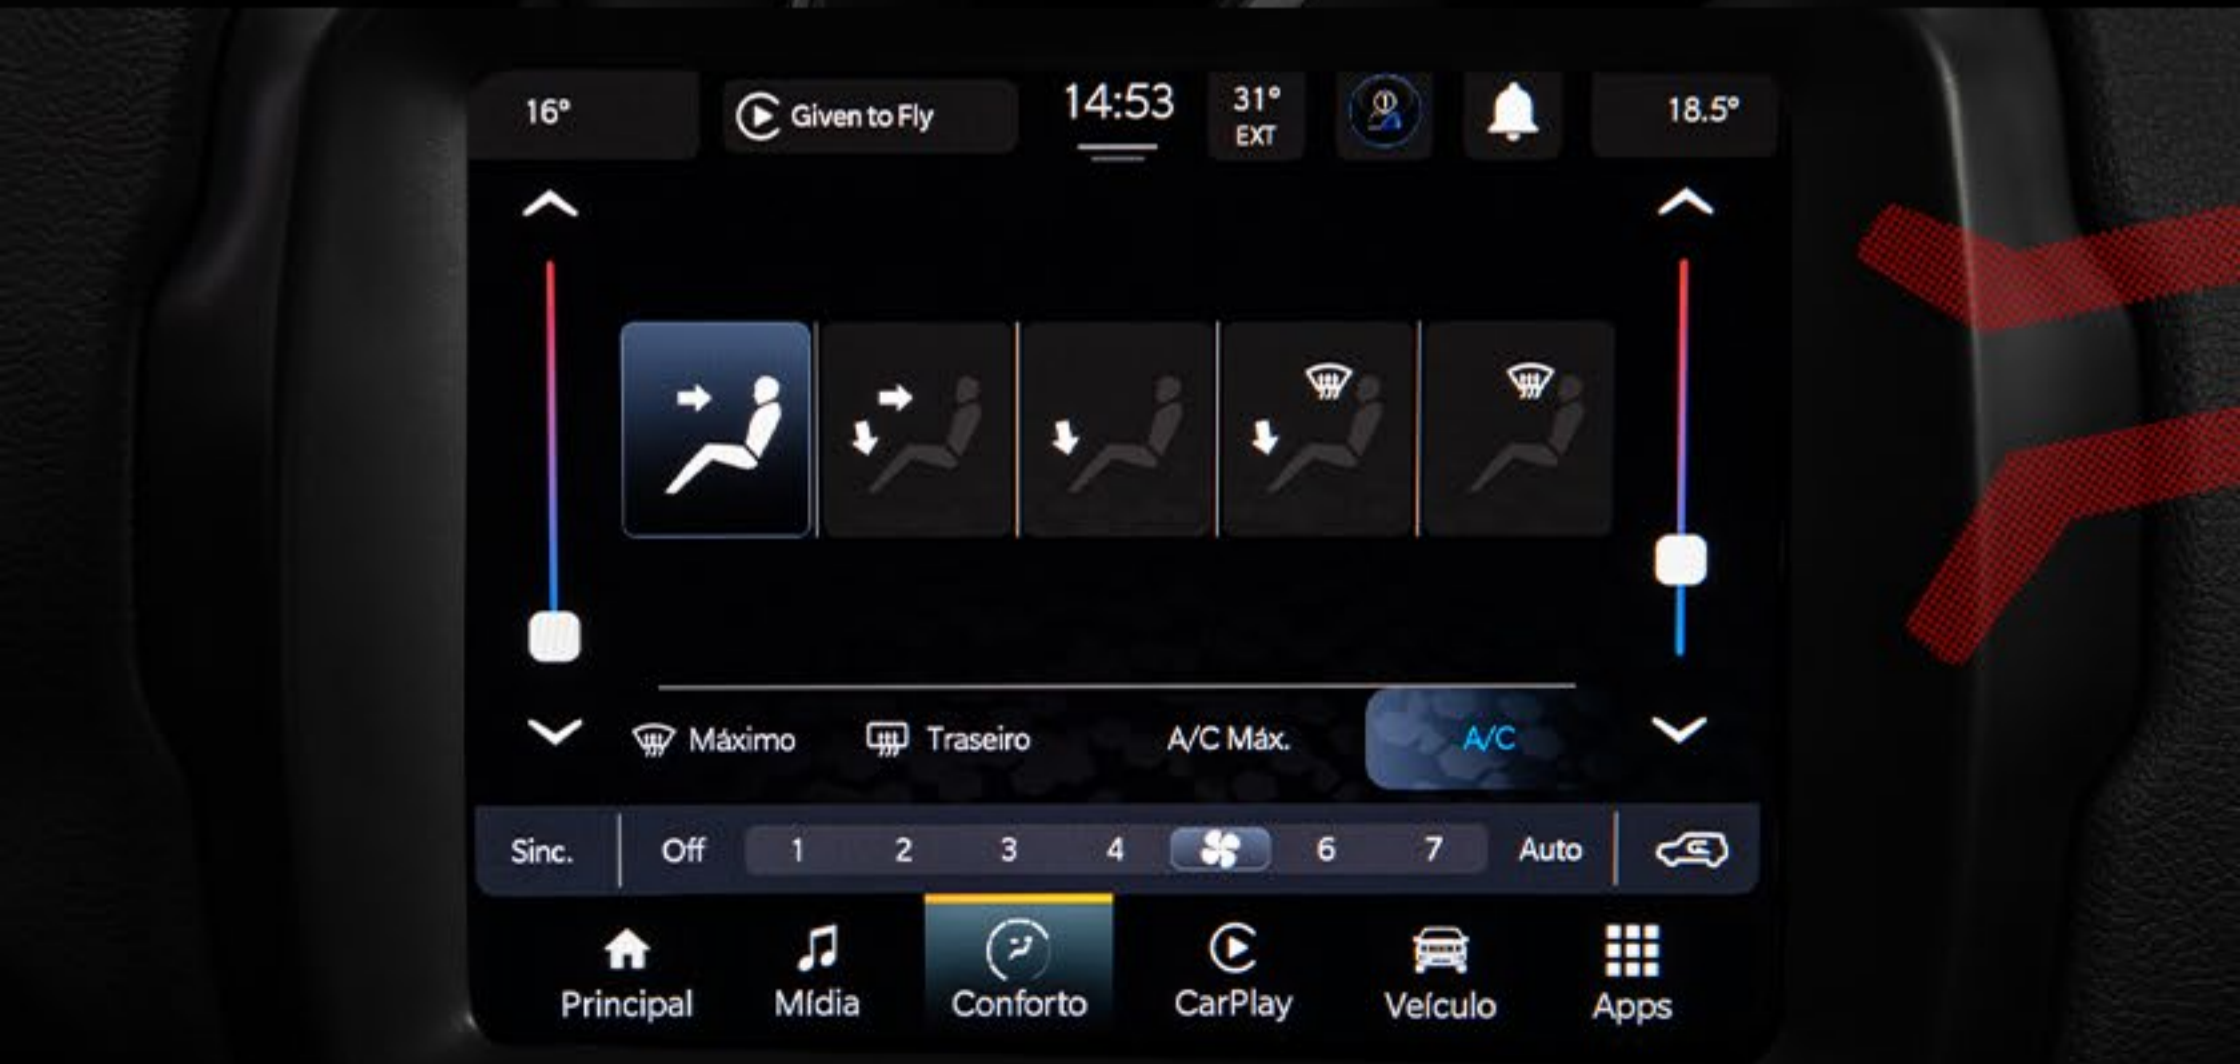 16°
Given to Fly
14:53
31°
EXT
18.5°
Máximo
Traseiro
A/C Máx.
A/C
Sinc.
Off
1
2
3
4
6
7
Auto
Principal
Mídia
Conforto
CarPlay
Veículo
Apps